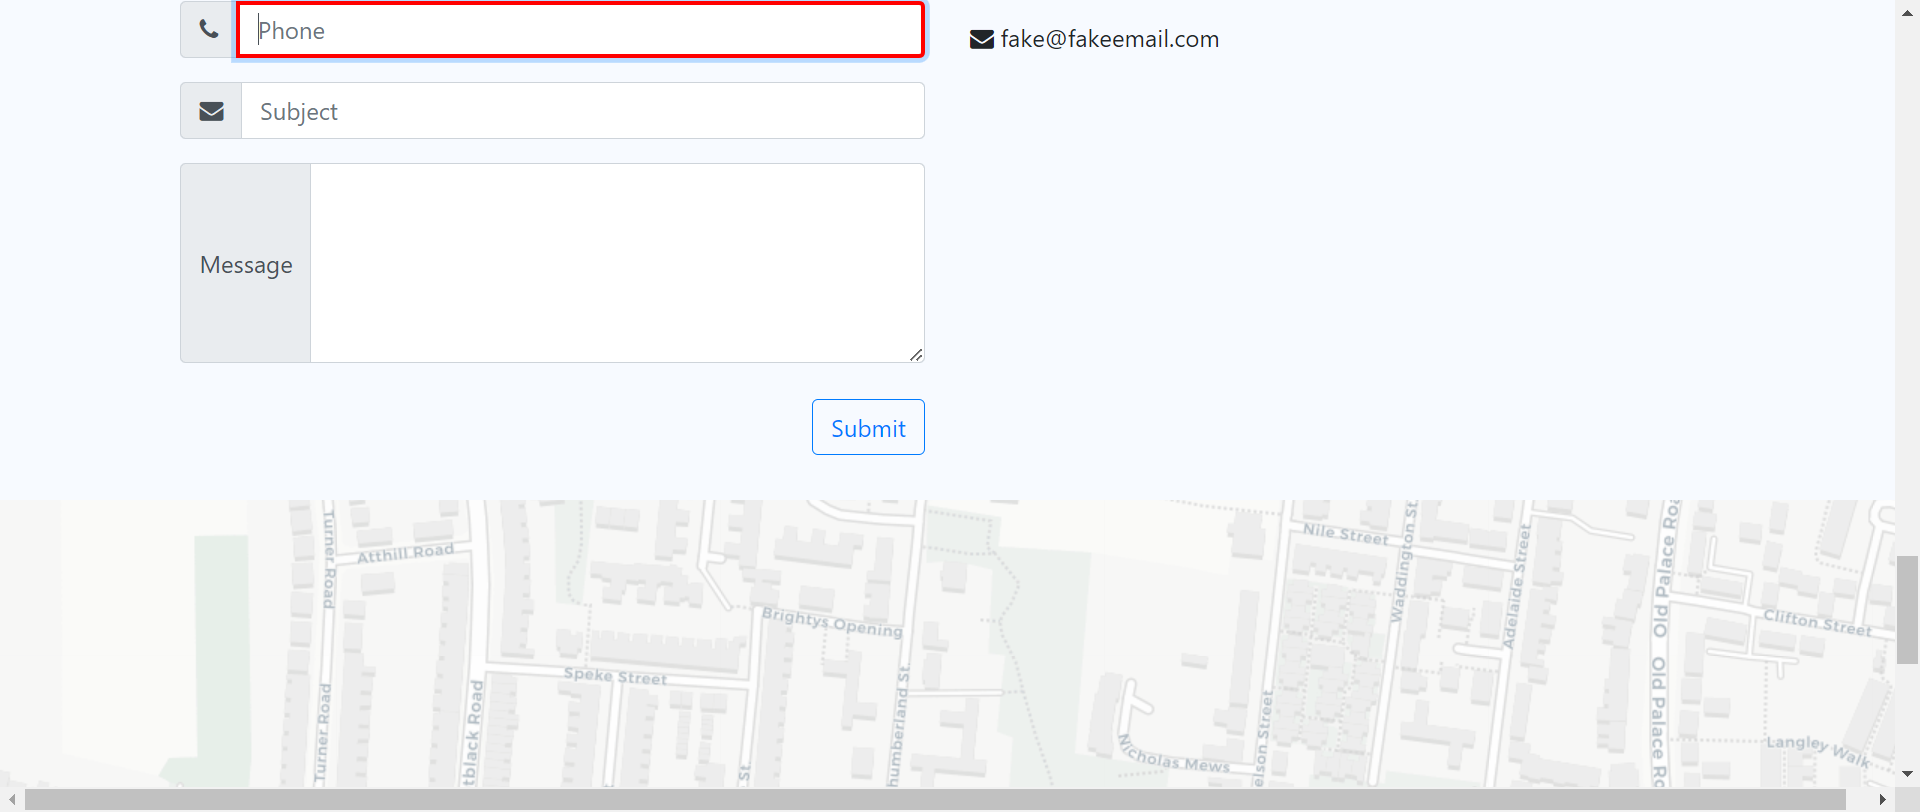 Phone
fake@fakeemail.com
Subject
Message
Submit
Turner Road
Atthill Road
Nile Street
Waddington St.
Adelaide Street
Old Palace Roa
Brightys Opening
Clifton Street
Speke Street
Turner Road
tblack Road
St.
humberland St.
Nicholas Mews
elson Street
Old Palace Ro
Langley Walk